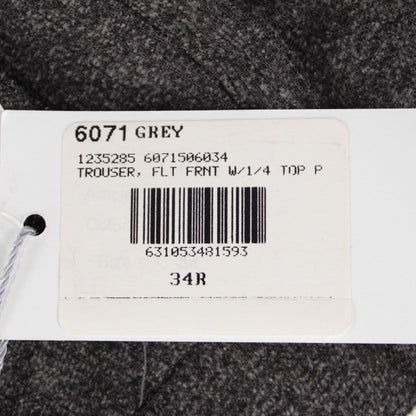 6071 GREY
1235285 6071506034
TROUSER, FLT FRNT W/1/4 TOP P
631053481593
34R